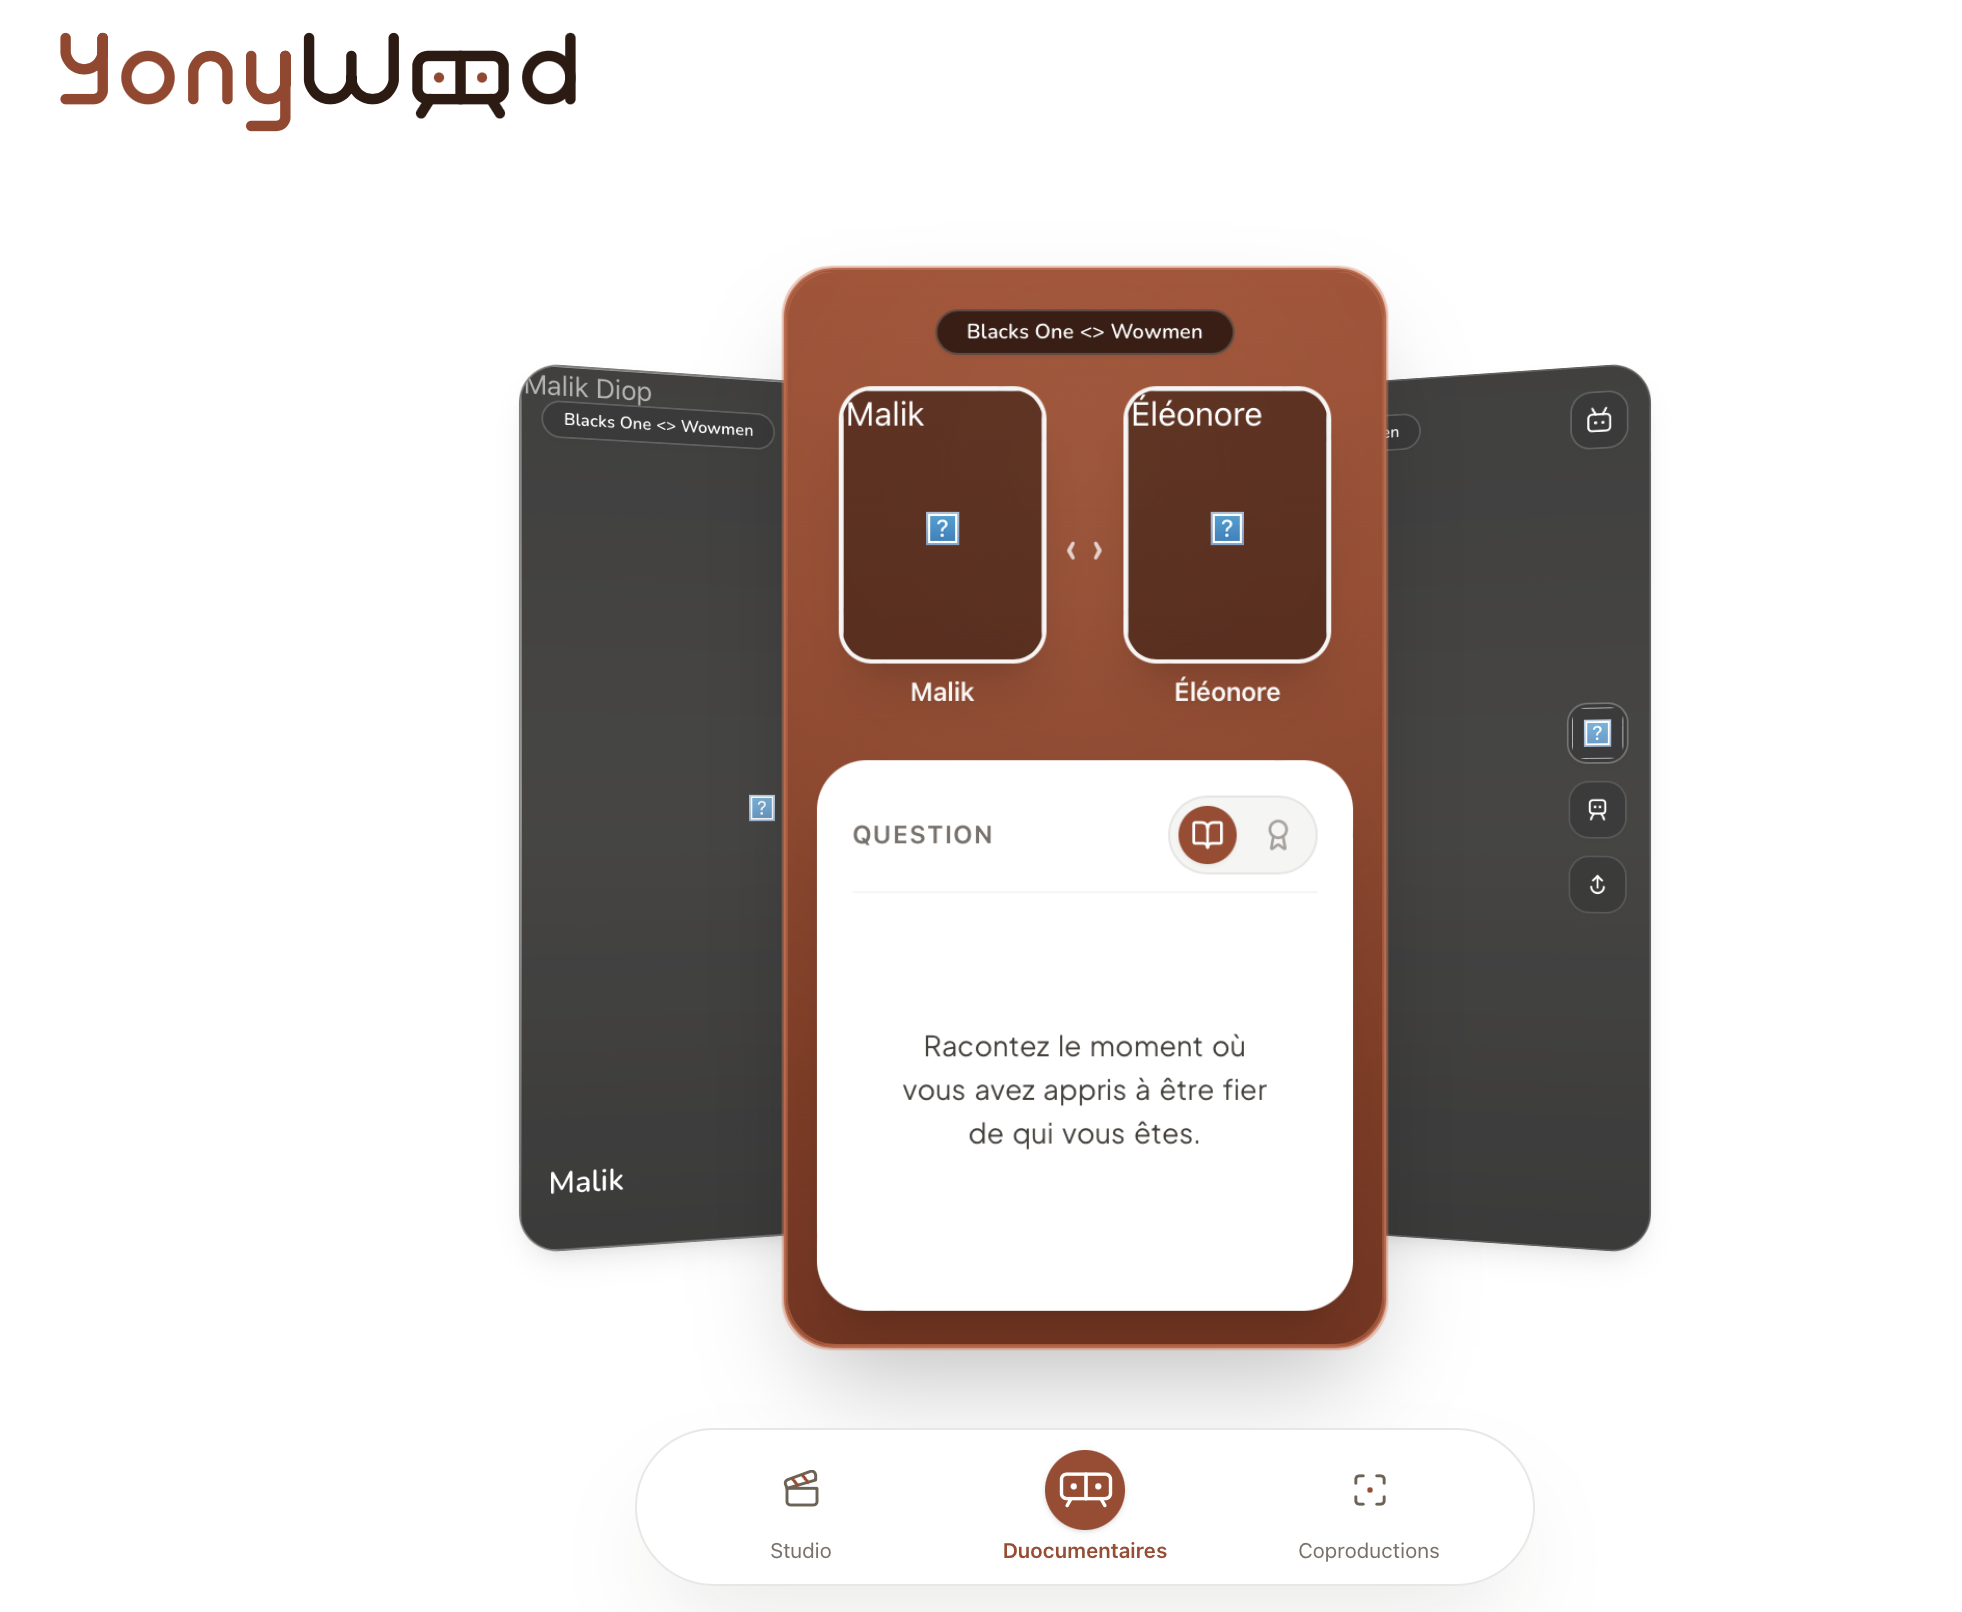 YonyWood
Blacks One <> Wowmen
Malik Diop
Blacks One <> Wowmen
Malik
Éléonore
en
?
?
Malik
Éléonore
?
?
QUESTION
Racontez le moment où
vous avez appris à être fier
de qui vous êtes.
Malik
Studio
Duocumentaires
Coproductions